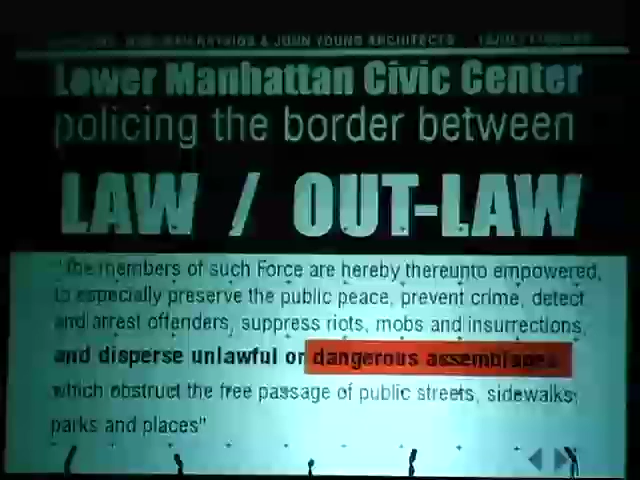 & JOHN YOUNG ARCHITECTS
Lower Manhattan Civic Center
policing the border between
LAW / OUT-LAW
"The members of such Force are hereby thereunto empowered,
to especially preserve the public peace, prevent crime, detect
and arrest offenders, suppress riots, mobs and insurrections,
and disperse unlawful or dangerous assemblages
which obstruct the free passage of public streets, sidewalks,
parks and places"